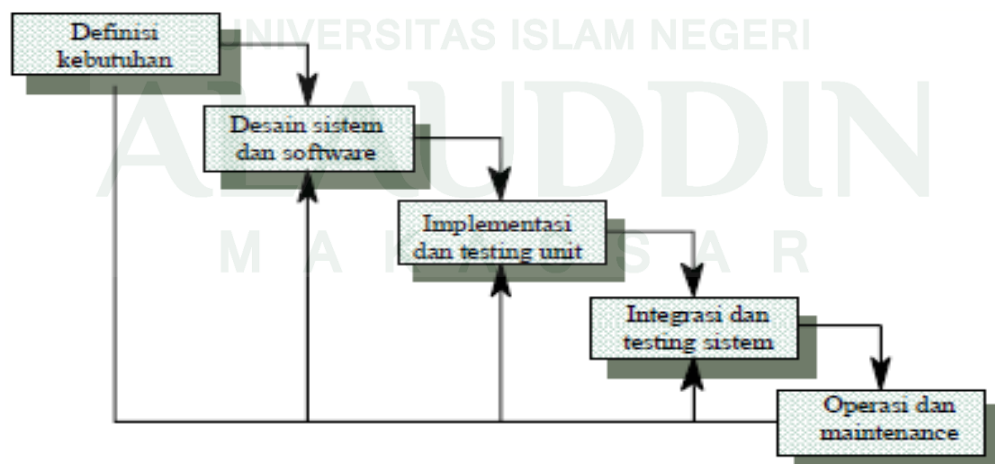 UNIVERSITAS ISLAM NEGERI
ALAUDDIN
MAKASSAR
Definisi
kebutuhan
Desain sistem
dan software
Implementasi
dan testing unit
Integrasi dan
testing sistem
Operasi dan
maintenance